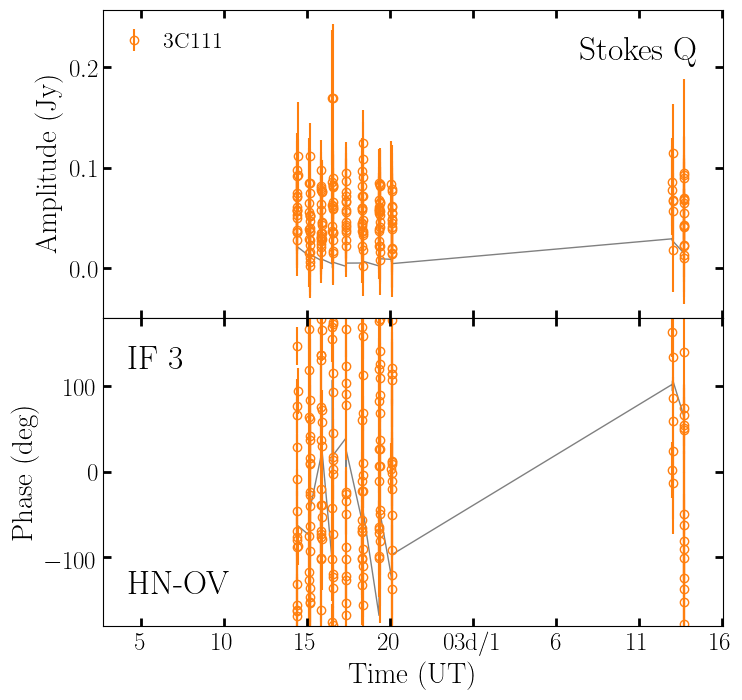 3C111
Stokes Q
0.2
0.1
0.0
Amplitude (Jy)
IF 3
100
0
−100
Phase (deg)
HN-OV
5 10 15 20 03d/1 6 11 16
Time (UT)